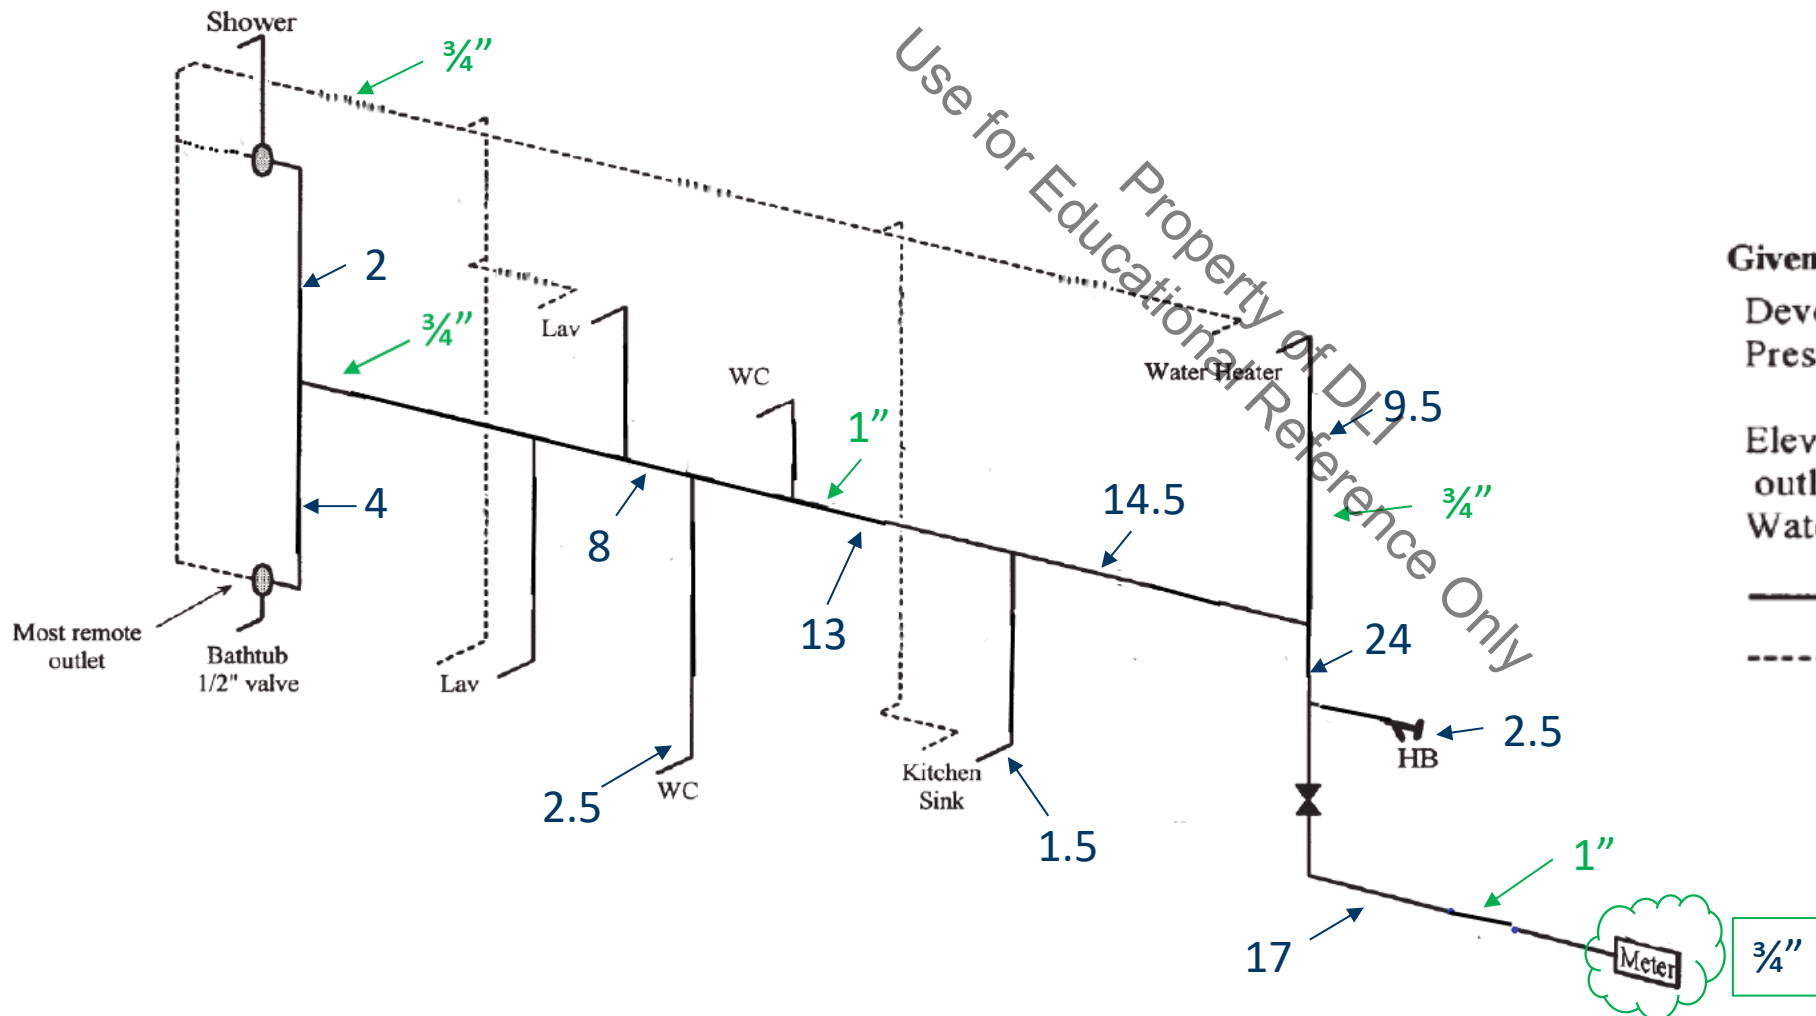 Shower
¾”
Use for Educational Reference Only
Property of DLI
2
¾”
Lav
WC
Water Heater
1”
9.5
Given
Pres
4
8
14.5
¾”
13
24
Most remote
outlet
Bathtub
1/2" valve
Lav
2.5
WC
Kitchen
Sink
1.5
2.5
HB
1”
17
Meter
¾”